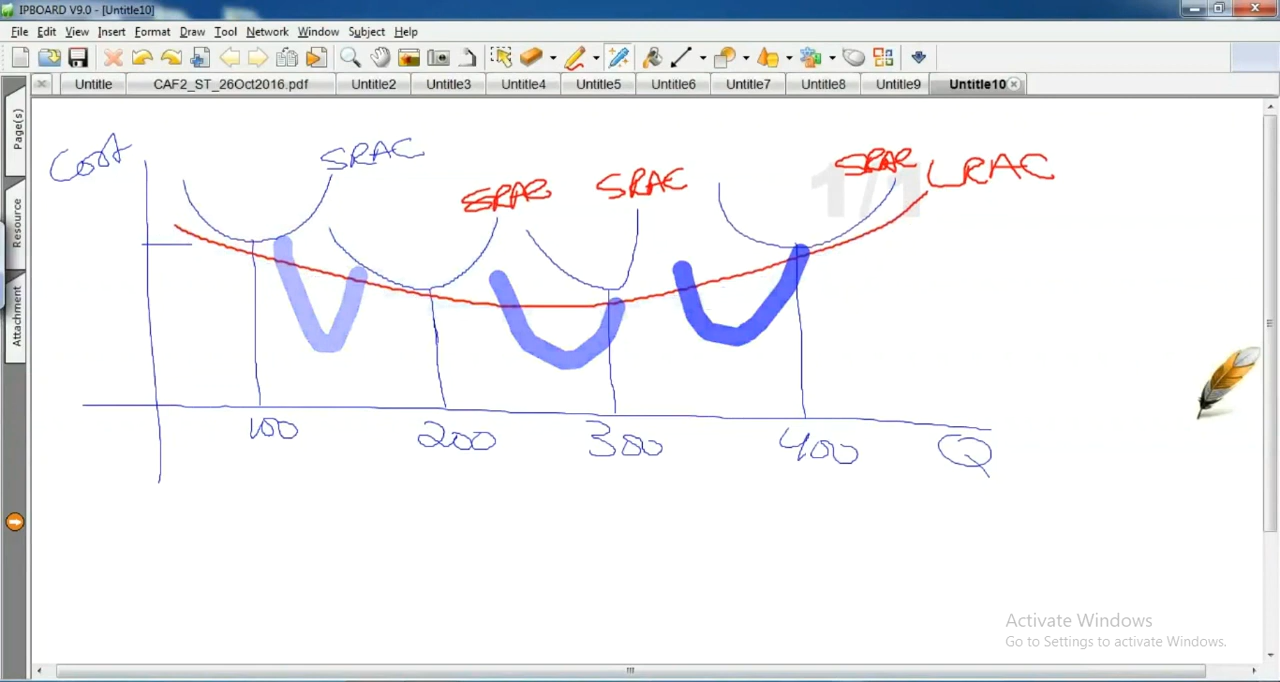 IPBOARD V9.0 - [Untitle10]
File Edit View Insert Format Draw Tool Network Window Subject Help
Untitle CAF2_ST_26Oct2016.pdf Untitle2 Untitle3 Untitle4 Untitle5 Untitle6 Untitle7 Untitle8 Untitle9 Untitle10
Page(s)
Resource
Attachment
Cost
SRAC
SRAC
SRAC
SRAC
LRAC
1/1
100 200 300 400 Q
Activate Windows
Go to Settings to activate Windows.